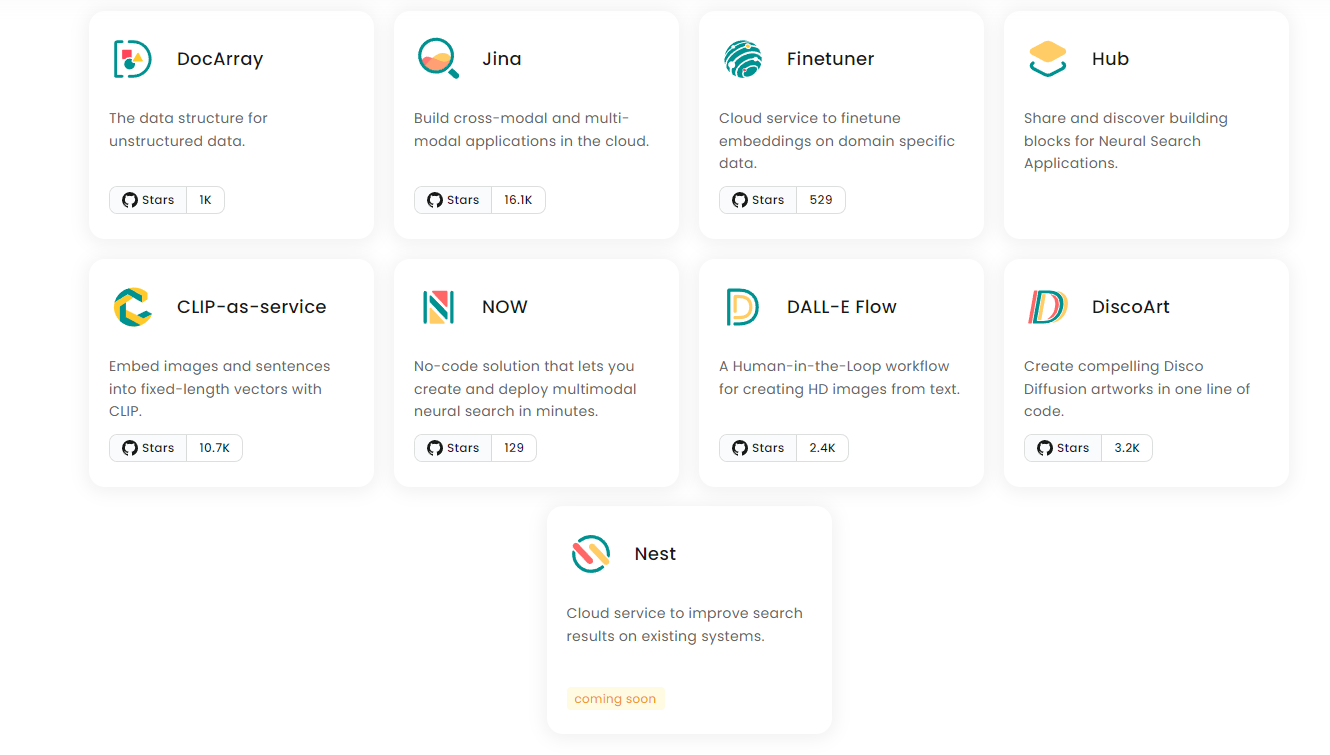 DocArray
The data structure for
unstructured data.
Stars 1K
Jina
Build cross-modal and multi-
modal applications in the cloud.
Stars 16.1K
Finetuner
Cloud service to finetune
embeddings on domain specific
data.
Stars 529
Hub
Share and discover building
blocks for Neural Search
Applications.
CLIP-as-service
Embed images and sentences
into fixed-length vectors with
CLIP.
Stars 10.7K
NOW
No-code solution that lets you
create and deploy multimodal
neural search in minutes.
Stars 129
DALL-E Flow
A Human-in-the-Loop workflow
for creating HD images from text.
Stars 2.4K
DiscoArt
Create compelling Disco
Diffusion artworks in one line of
code.
Stars 3.2K
Nest
Cloud service to improve search
results on existing systems.
coming soon